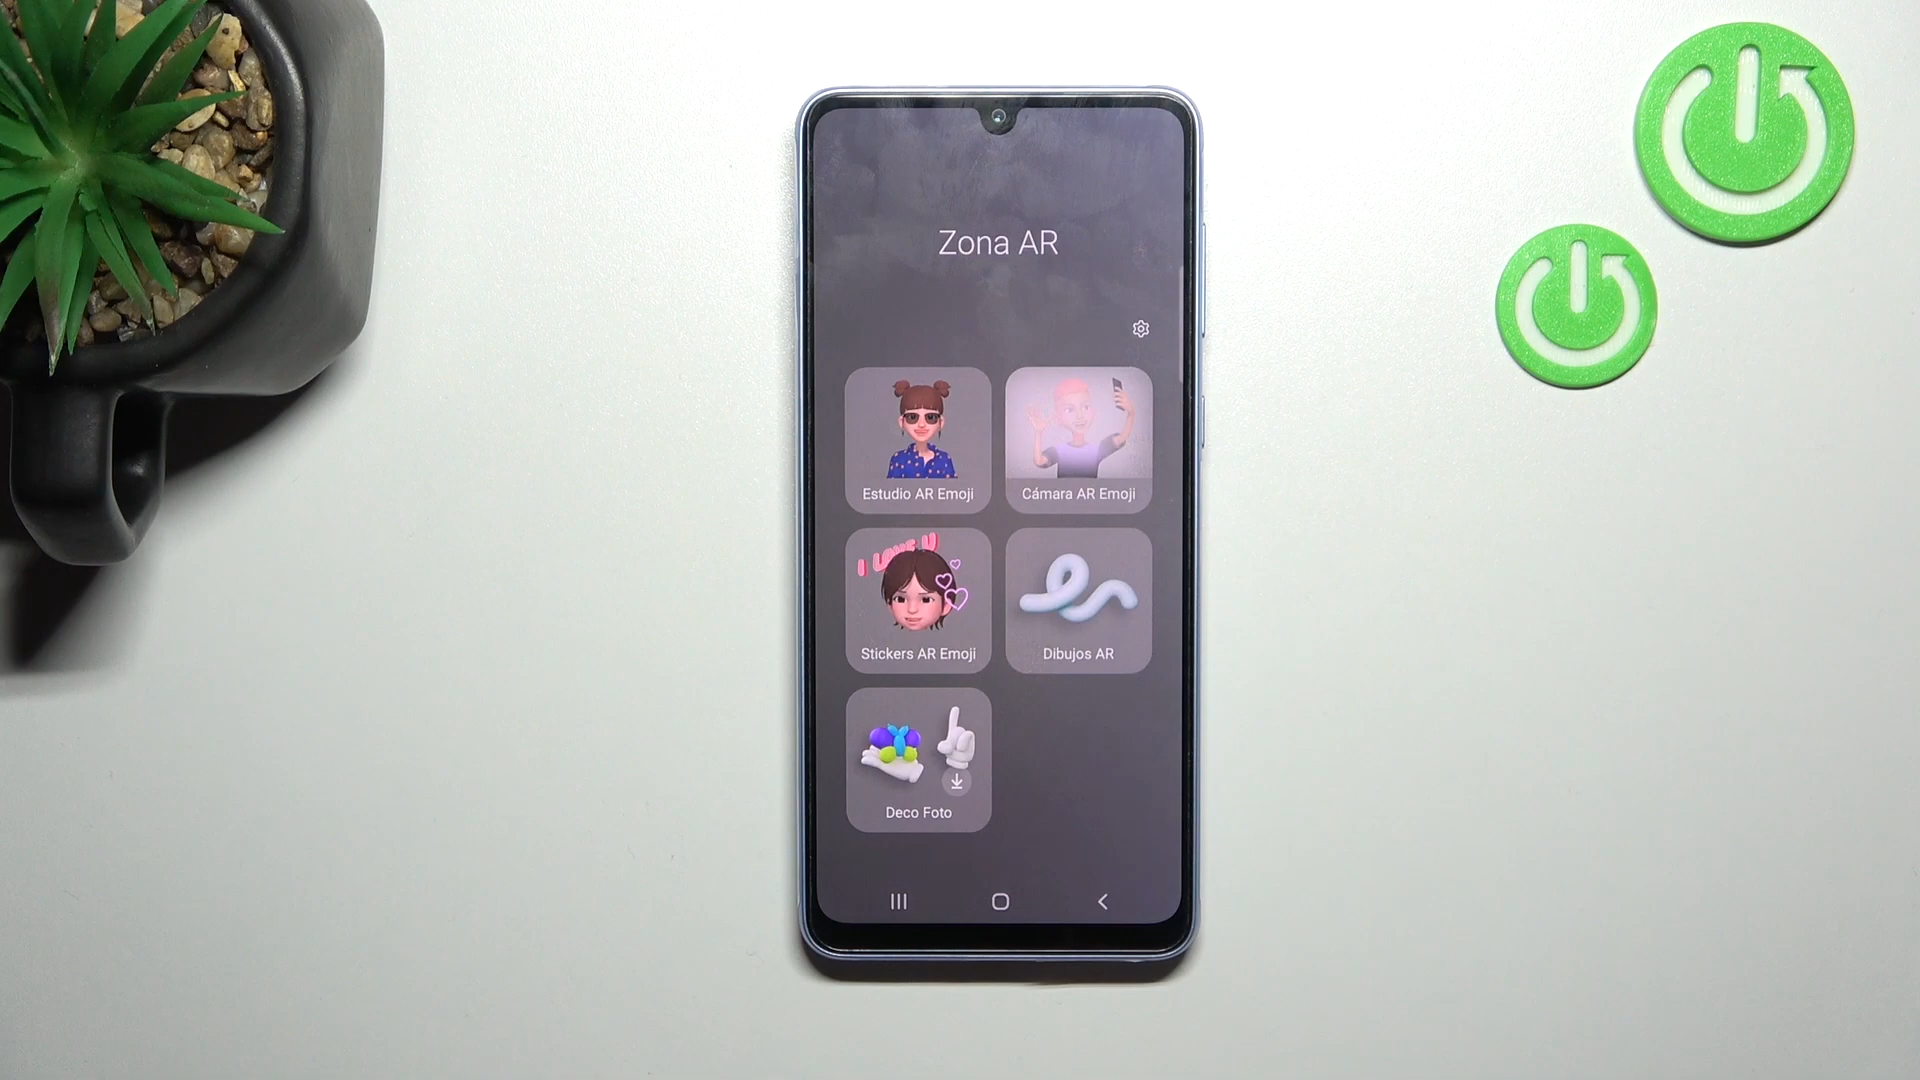 Zona AR
Estudio AR Emoji
Cámara AR Emoji
I LOVE U
Stickers AR Emoji
Dibujos AR
Deco Foto